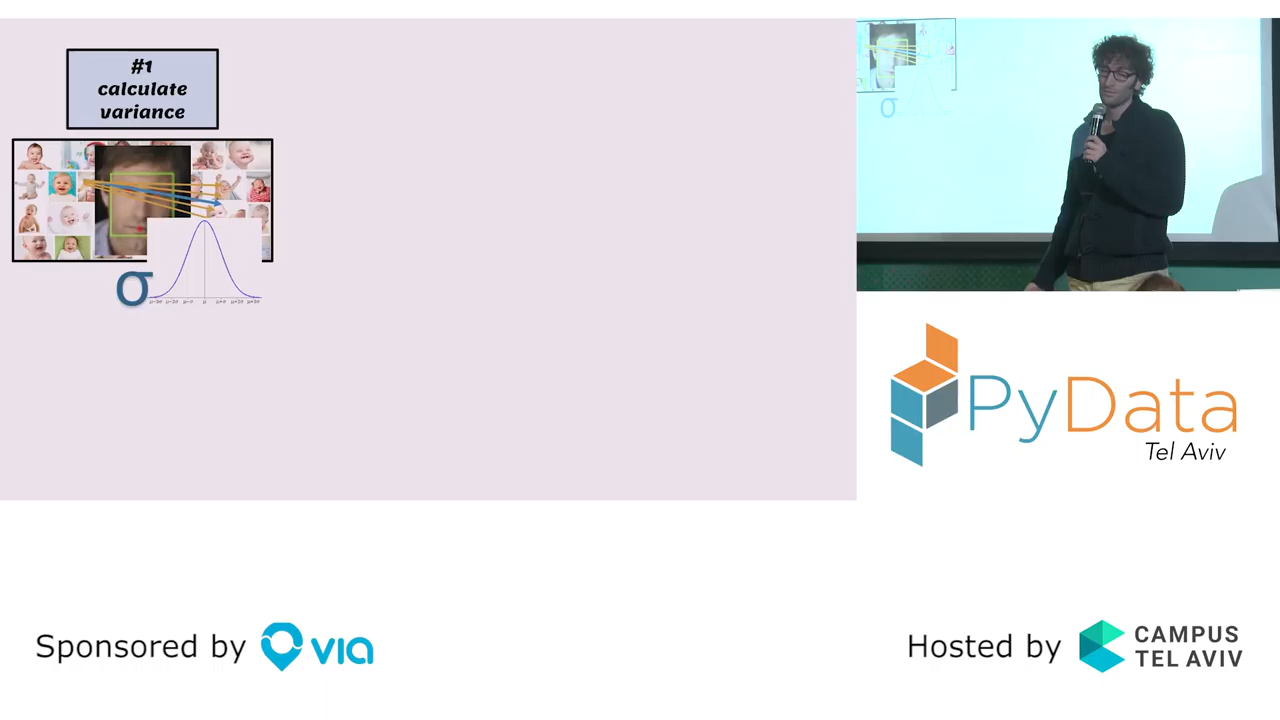 #1
calculate
variance
σ
μ
PyData
Tel Aviv
Sponsored by via
Hosted by CAMPUS
TEL AVIV